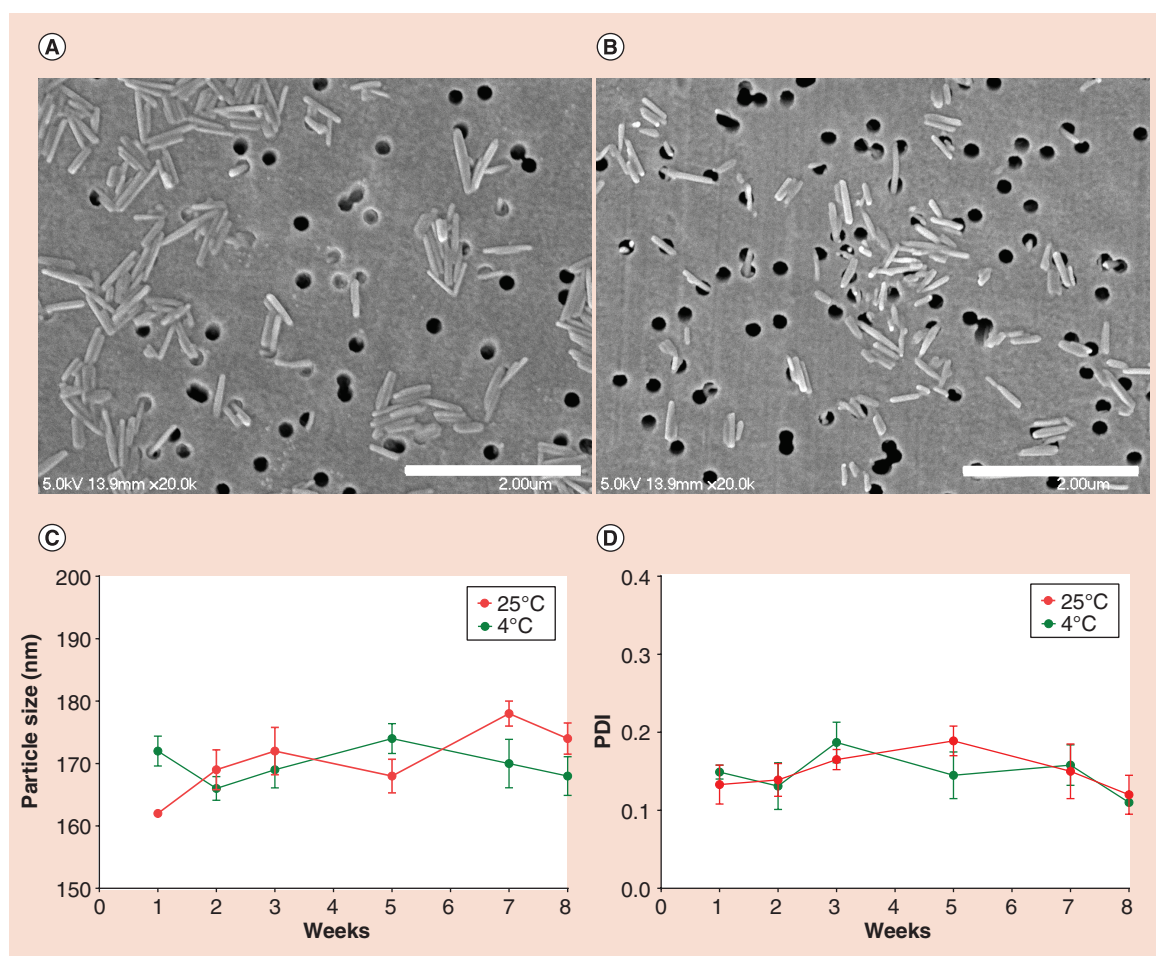 A
B
5.0kV 13.9mm x20.0k
2.00um
5.0kV 13.9mm x20.0k
2.00um
C
D
200
190
180
170
160
150
Particle size (nm)
25°C
4°C
0 1 2 3 4 5 6 7 8
Weeks
0.4
0.3
0.2
0.1
0.0
PDI
25°C
4°C
0 1 2 3 4 5 6 7 8
Weeks